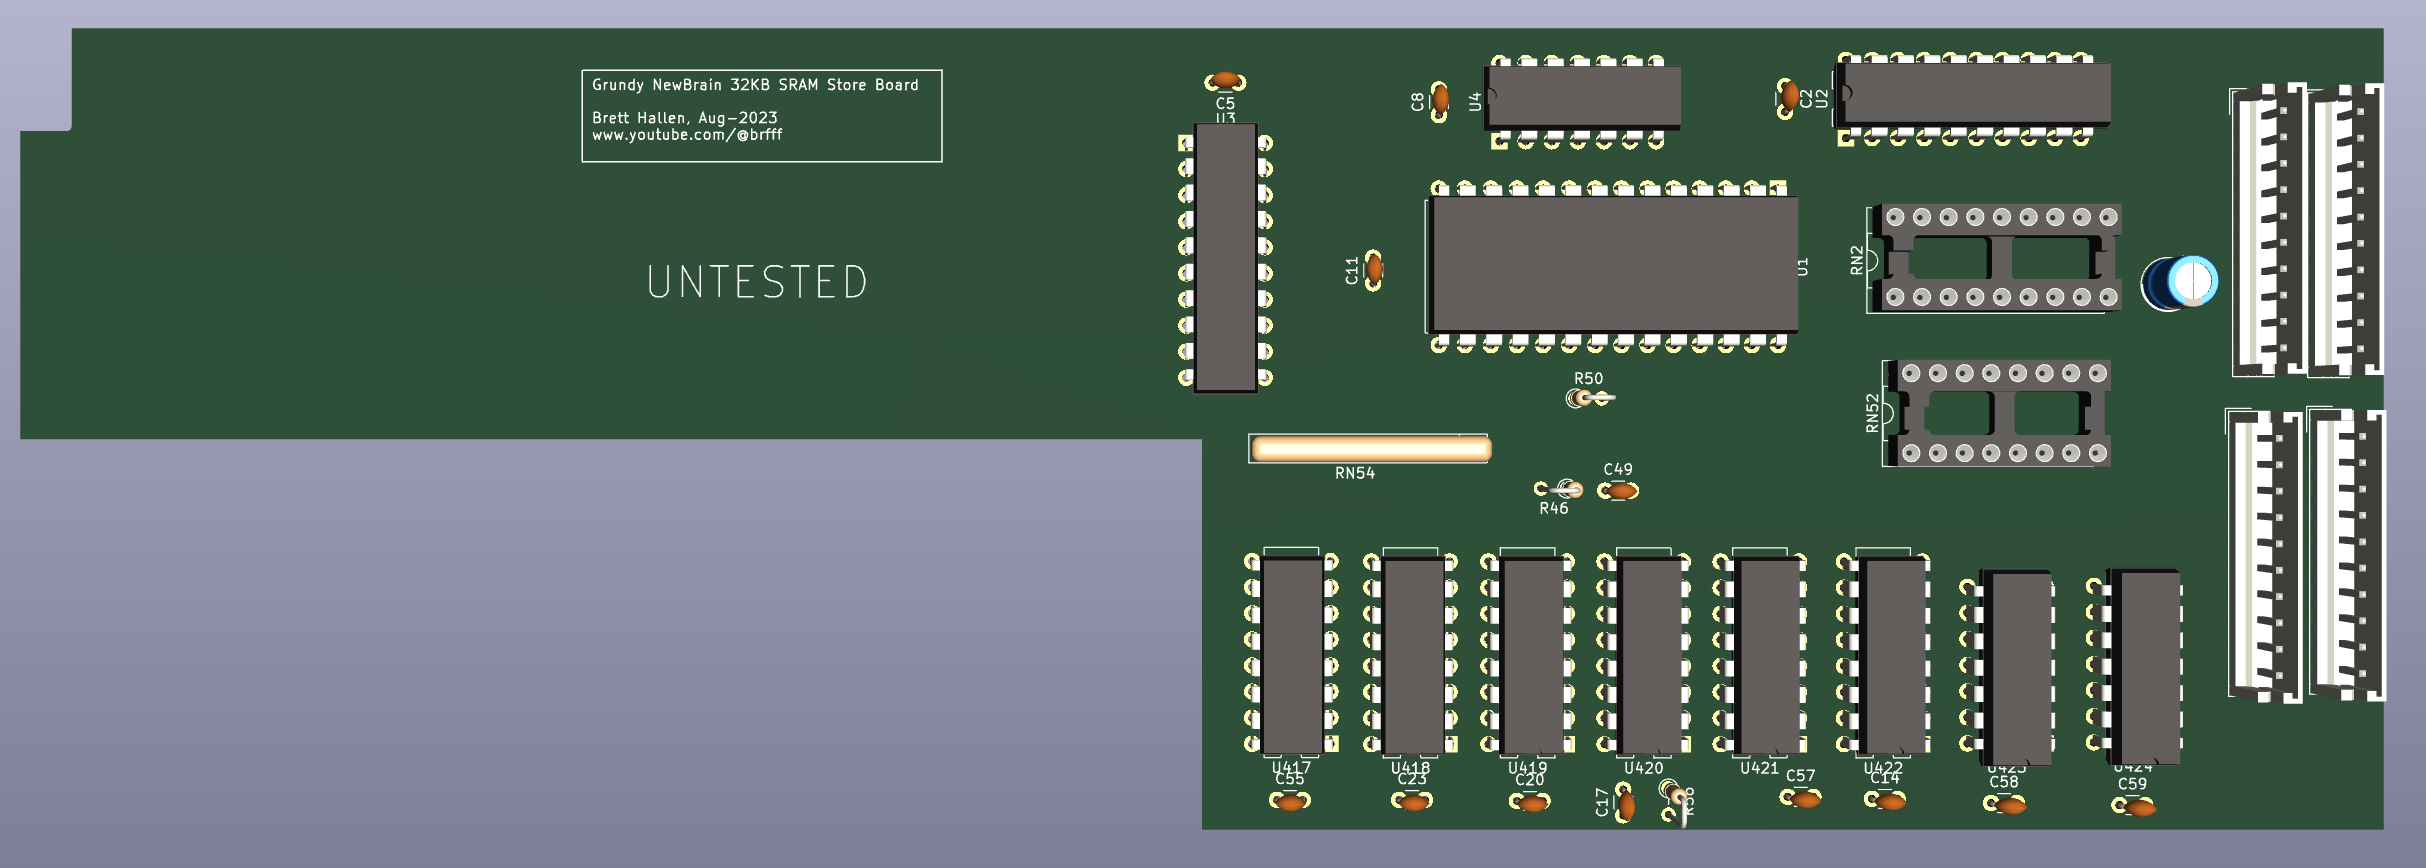 Grundy NewBrain 32KB SRAM Store Board
Brett Hallen, Aug-2023
www.youtube.com/@brfff
UNTESTED
C5
U3
C8
U4
C2
U2
C11
U1
RN2
R50
RN52
RN54
C49
R46
U417
C55
U418
C23
U419
C20
U420
C17
U421
C57
U422
C14
U423
C58
U424
C59